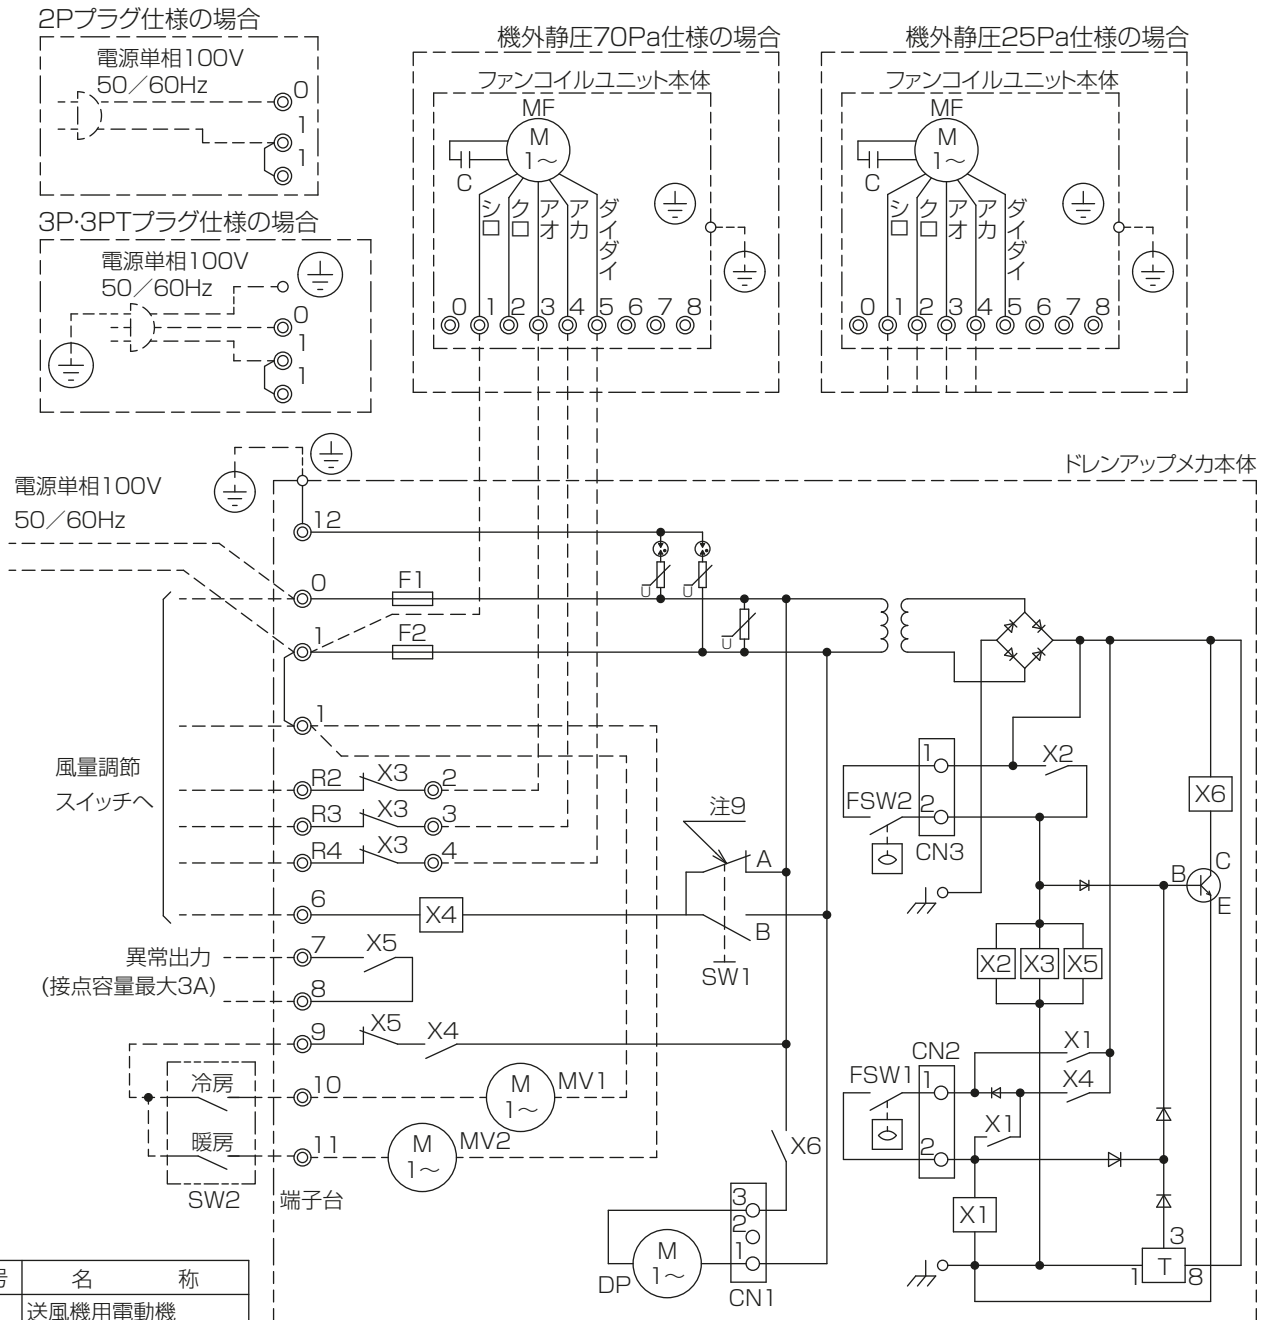 2Pプラグ仕様の場合
電源単相100V
50／60Hz
0
1
1
3P･3PTプラグ仕様の場合
電源単相100V
50／60Hz
0
1
1
機外静圧70Pa仕様の場合
ファンコイルユニット本体
MF
M
1～
C
シロ
クロ
アオ
アカ
ダイダイ
0 1 2 3 4 5 6 7 8
機外静圧25Pa仕様の場合
ファンコイルユニット本体
MF
M
1～
C
シロ
クロ
アオ
アカ
ダイダイ
0 1 2 3 4 5 6 7 8
ドレンアップメカ本体
電源単相100V
50／60Hz
12
0
F1
1
F2
U
U
U
1
風量調節
スイッチへ
R2 X3 2
R3 X3 3
R4 X3 4
6
X4
注9
A
B
SW1
異常出力
(接点容量最大3A)
7 X5
8
9 X5 X4
冷房
10
M
1～
MV1
暖房
11
M
1～
MV2
SW2
端子台
X6
3
2
1
CN1
M
1～
DP
1
2
FSW2
CN3
X2
X6
B
C
E
X2 X3 X5
CN2
FSW1
1
2
X1
X4
X1
X1
T
3
1
8
号 名 称
送風機用電動機